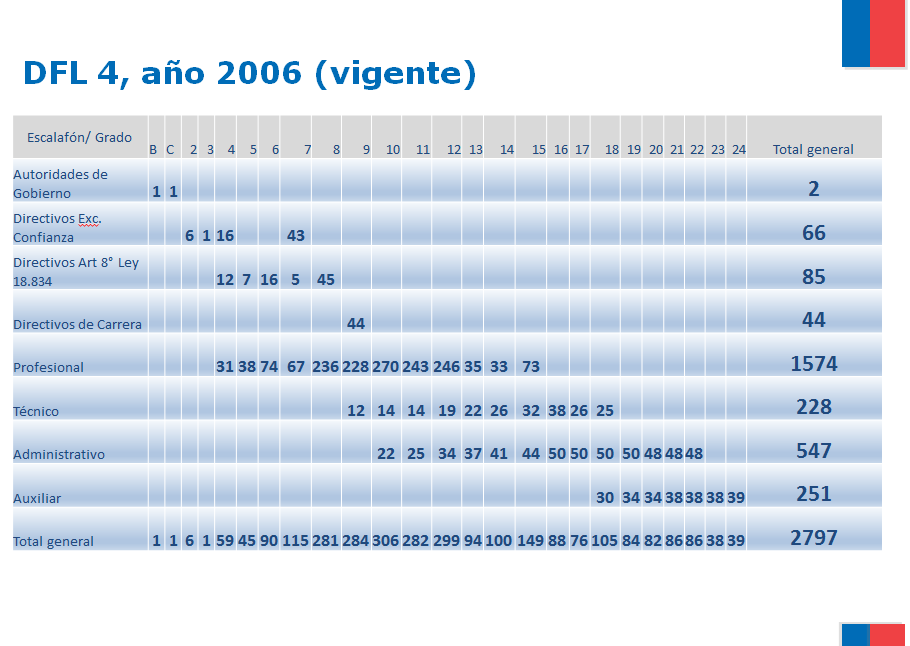 DFL 4, año 2006 (vigente)
Escalafón/ Grado B C 2 3 4 5 6 7 8 9 10 11 12 13 14 15 16 17 18 19 20 21 22 23 24 Total general
Autoridades de
Gobierno 1 1 2
Directivos Exc.
Confianza 6 1 16 43 66
Directivos Art 8° Ley
18.834 12 7 16 5 45 85
Directivos de Carrera 44 44
Profesional 31 38 74 67 236 228 270 243 246 35 33 73 1574
Técnico 12 14 14 19 22 26 32 38 26 25 228
Administrativo 22 25 34 37 41 44 50 50 50 50 48 48 48 547
Auxiliar 30 34 34 38 38 38 39 251
Total general 1 1 6 1 59 45 90 115 281 284 306 282 299 94 100 149 88 76 105 84 82 86 86 38 39 2797